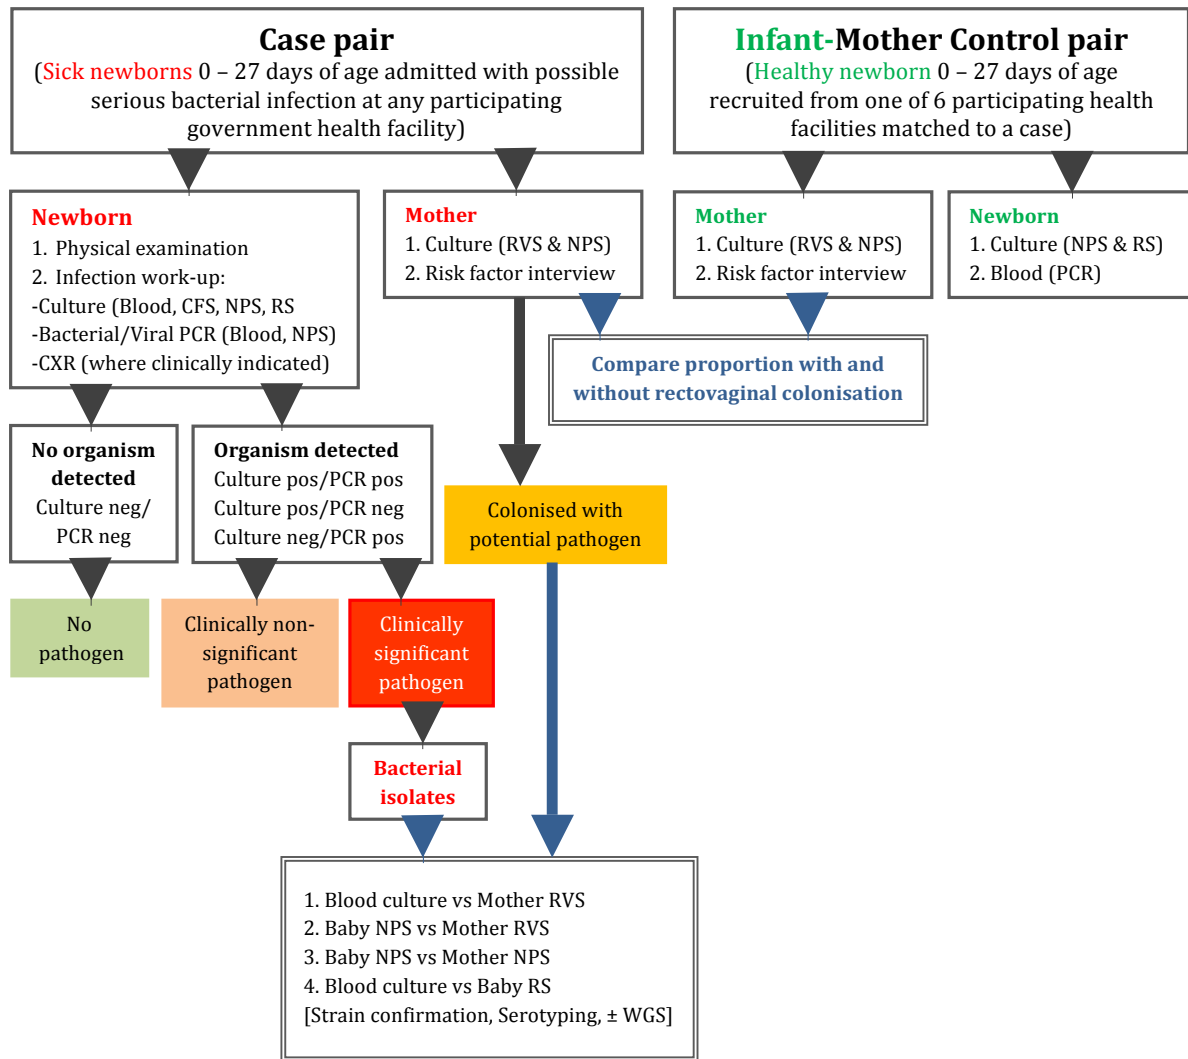 Case pair
(Sick newborns 0 – 27 days of age admitted with possible
serious bacterial infection at any participating
government health facility)
Infant-Mother Control pair
(Healthy newborn 0 – 27 days of age
recruited from one of 6 participating health
facilities matched to a case)
Newborn
1. Physical examination
2. Infection work-up:
-Culture (Blood, CFS, NPS, RS
-Bacterial/Viral PCR (Blood, NPS)
-CXR (where clinically indicated)
Mother
1. Culture (RVS & NPS)
2. Risk factor interview
Mother
1. Culture (RVS & NPS)
2. Risk factor interview
Newborn
1. Culture (NPS & RS)
2. Blood (PCR)
Compare proportion with and
without rectovaginal colonisation
No organism
detected
Culture neg/
PCR neg
Organism detected
Culture pos/PCR pos
Culture pos/PCR neg
Culture neg/PCR pos
Colonised with
potential pathogen
No
pathogen
Clinically non-
significant
pathogen
Clinically
significant
pathogen
Bacterial
isolates
1. Blood culture vs Mother RVS
2. Baby NPS vs Mother RVS
3. Baby NPS vs Mother NPS
4. Blood culture vs Baby RS
[Strain confirmation, Serotyping, ± WGS]